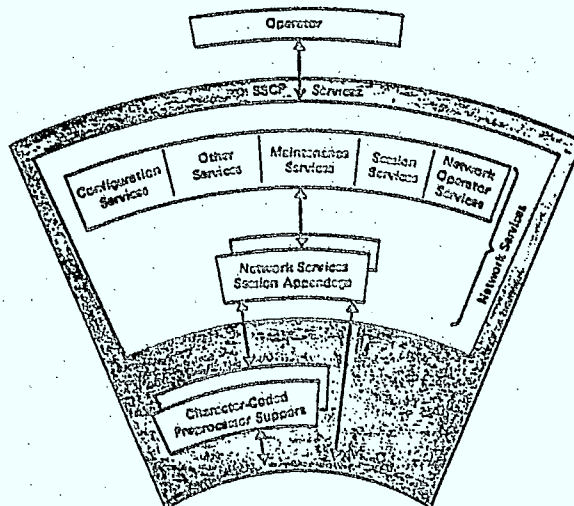 Operator
SSCP Services
Configuration
Services
Other
Services
Maintenance
Services
Session
Services
Network
Operator
Services
Network Services
Network Services
Session Appendage
Character-Coded
Preprocessor Support